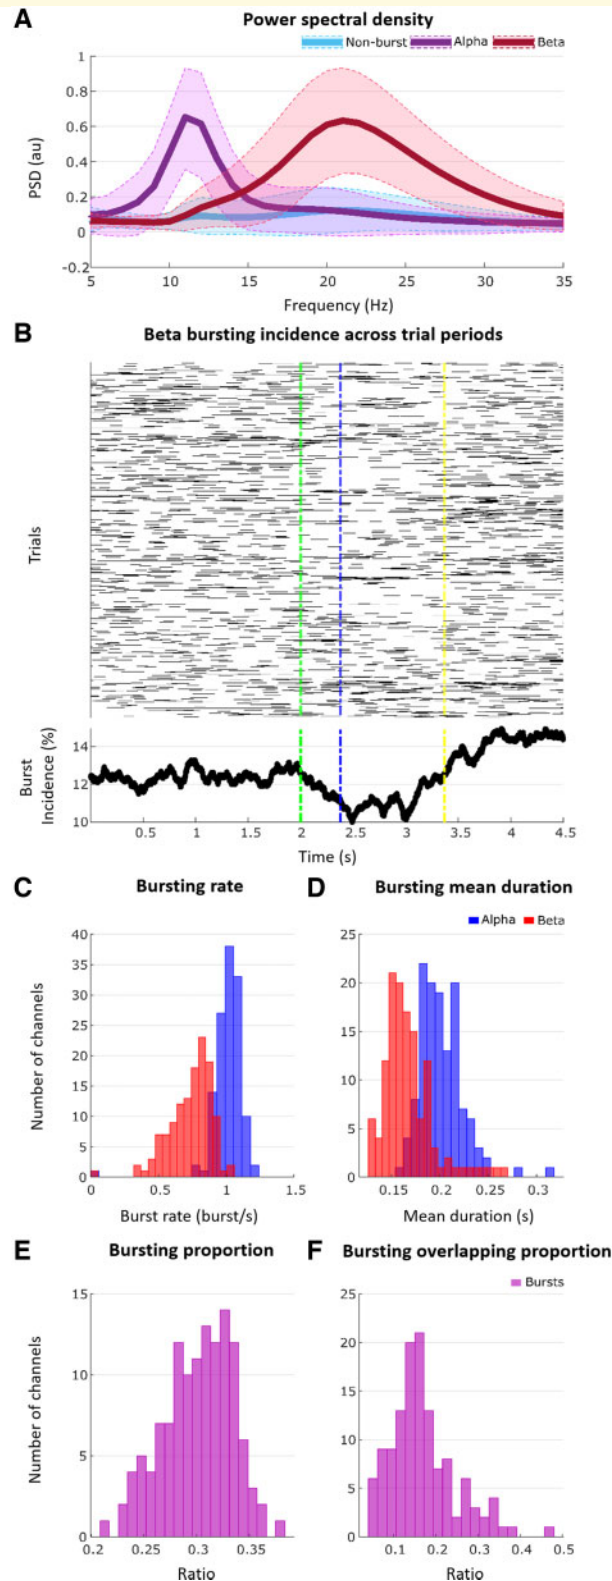 A Power spectral density
Non-burst Alpha Beta
1
0.8
0.6
0.4
0.2
0
-0.2
PSD (au)
5 10 15 20 25 30 35
Frequency (Hz)
B Beta bursting incidence across trial periods
Trials
14
12
10
Burst
Incidence (%)
0.5 1 1.5 2 2.5 3 3.5 4 4.5
Time (s)
C Bursting rate
40
35
30
25
20
15
10
5
0
Number of channels
0 0.5 1 1.5
Burst rate (burst/s)
D Bursting mean duration
Alpha Beta
25
20
15
10
5
0
0.15 0.2 0.25 0.3
Mean duration (s)
E Bursting proportion
15
10
5
0
Number of channels
0.2 0.25 0.3 0.35
Ratio
F Bursting overlapping proportion
Bursts
25
20
15
10
5
0
0.1 0.2 0.3 0.4 0.5
Ratio